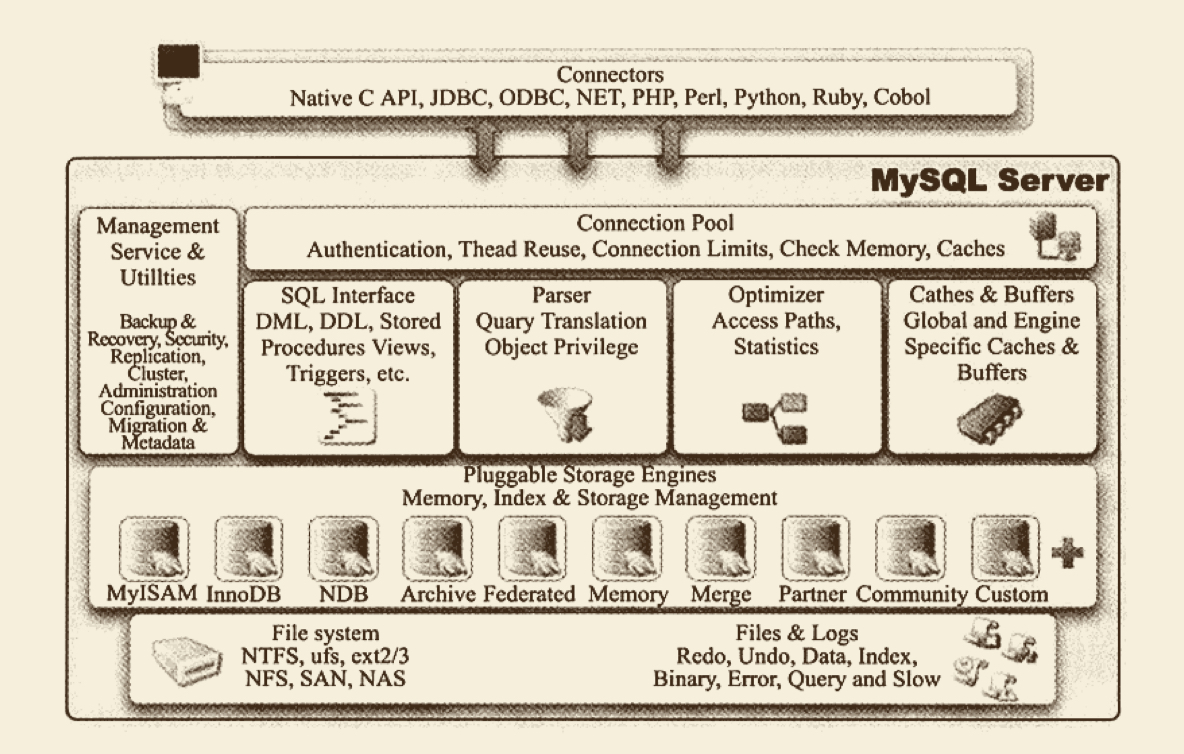 Connectors
Native C API, JDBC, ODBC, NET, PHP, Perl, Python, Ruby, Cobol
MySQL Server
Management
Service &
Utillties
Backup &
Recovery, Security,
Replication,
Cluster,
Administration
Configuration,
Migration &
Metadata
Connection Pool
Authentication, Thead Reuse, Connection Limits, Check Memory, Caches
SQL Interface
DML, DDL, Stored
Procedures Views,
Triggers, etc.
Parser
Quary Translation
Object Privilege
Optimizer
Access Paths,
Statistics
Cathes & Buffers
Global and Engine
Specific Caches &
Buffers
Pluggable Storage Engines
Memory, Index & Storage Management
MyISAM InnoDB NDB Archive Federated Memory Merge Partner Community Custom
File system
NTFS, ufs, ext2/3
NFS, SAN, NAS
Files & Logs
Redo, Undo, Data, Index,
Binary, Error, Query and Slow